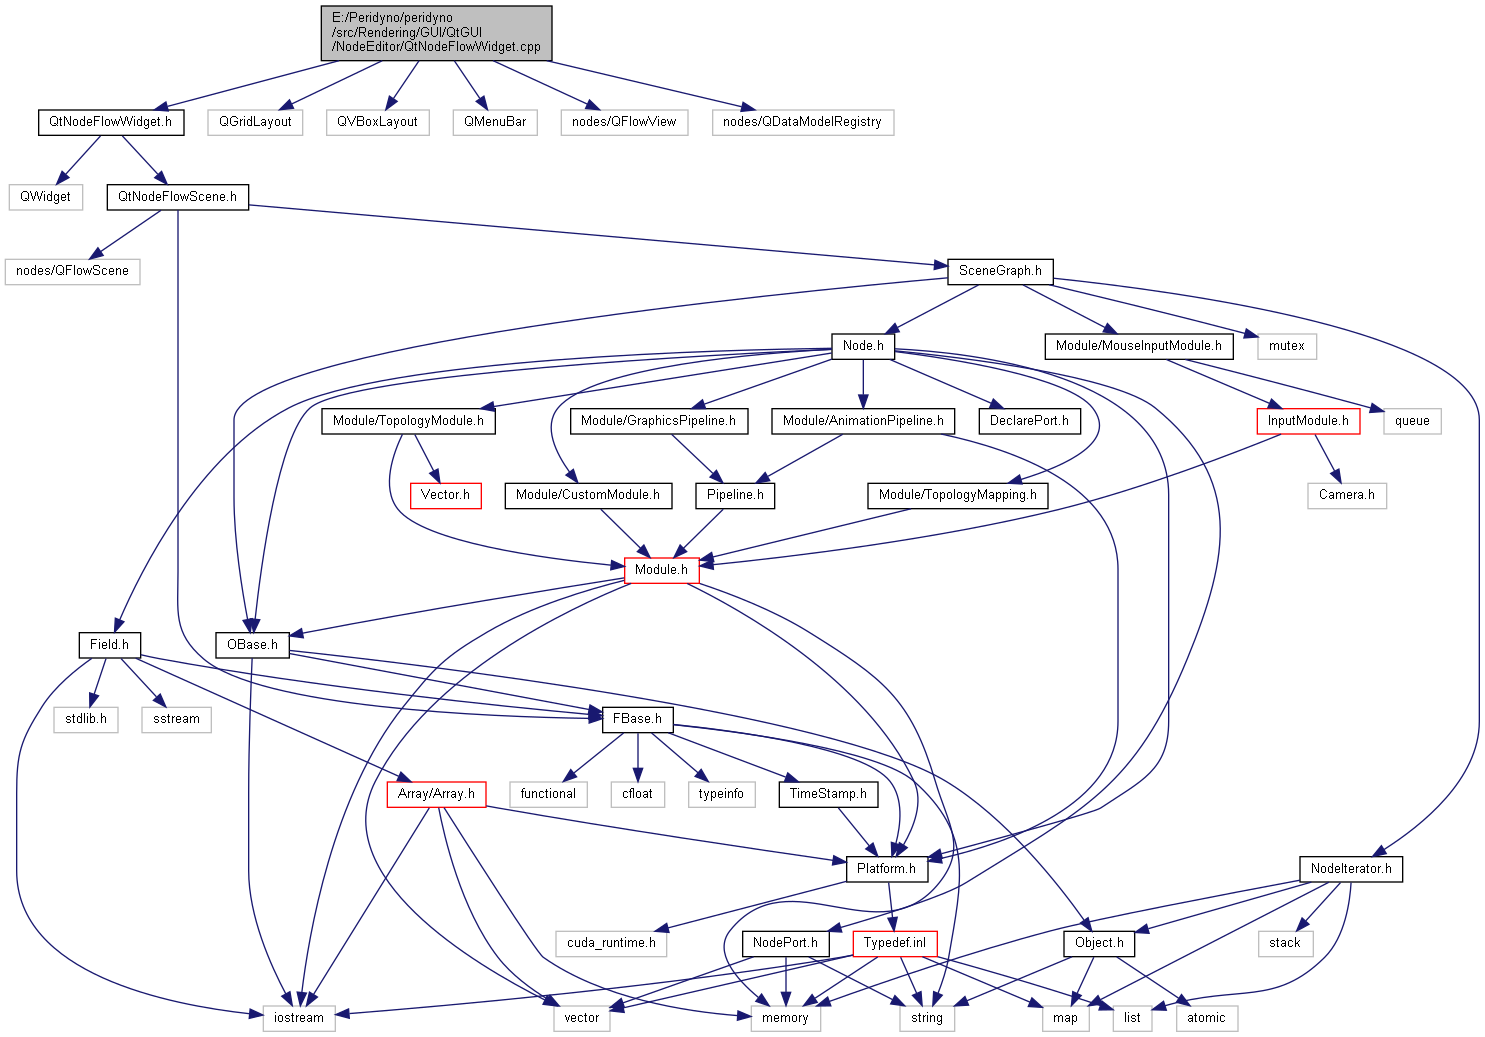 E:/Peridyno/peridyno
/src/Rendering/GUI/QtGUI
/NodeEditor/QtNodeFlowWidget.cpp
QtNodeFlowWidget.h
QGridLayout
QVBoxLayout
QMenuBar
nodes/QFlowView
nodes/QDataModelRegistry
QWidget
QtNodeFlowScene.h
nodes/QFlowScene
SceneGraph.h
Node.h
Module/MouseInputModule.h
mutex
Module/TopologyModule.h
Module/GraphicsPipeline.h
Module/AnimationPipeline.h
DeclarePort.h
InputModule.h
queue
Vector.h
Module/CustomModule.h
Pipeline.h
Module/TopologyMapping.h
Camera.h
Module.h
Field.h
OBase.h
stdlib.h
sstream
FBase.h
Array/Array.h
functional
cfloat
typeinfo
TimeStamp.h
Platform.h
NodeIterator.h
cuda_runtime.h
NodePort.h
Typedef.inl
Object.h
stack
iostream
vector
memory
string
map
list
atomic